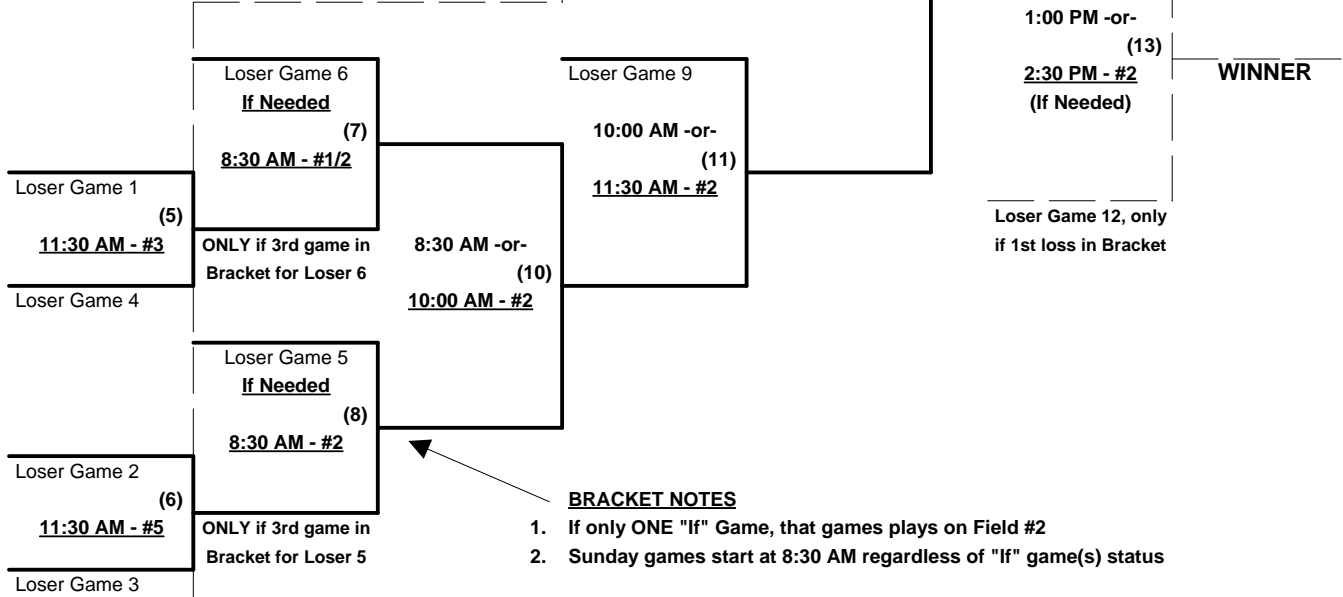 1:00 PM -or-
(13)
2:30 PM - #2
(If Needed)
WINNER
Loser Game 12, only
if 1st loss in Bracket
Loser Game 6
If Needed
(7)
8:30 AM - #1/2
ONLY if 3rd game in
Bracket for Loser 6
Loser Game 9
10:00 AM -or-
(11)
11:30 AM - #2
Loser Game 1
(5)
11:30 AM - #3
Loser Game 4
8:30 AM -or-
(10)
10:00 AM - #2
Loser Game 5
If Needed
(8)
8:30 AM - #2
ONLY if 3rd game in
Bracket for Loser 5
Loser Game 2
(6)
11:30 AM - #5
Loser Game 3
BRACKET NOTES
1. If only ONE "If" Game, that games plays on Field #2
2. Sunday games start at 8:30 AM regardless of "If" game(s) status